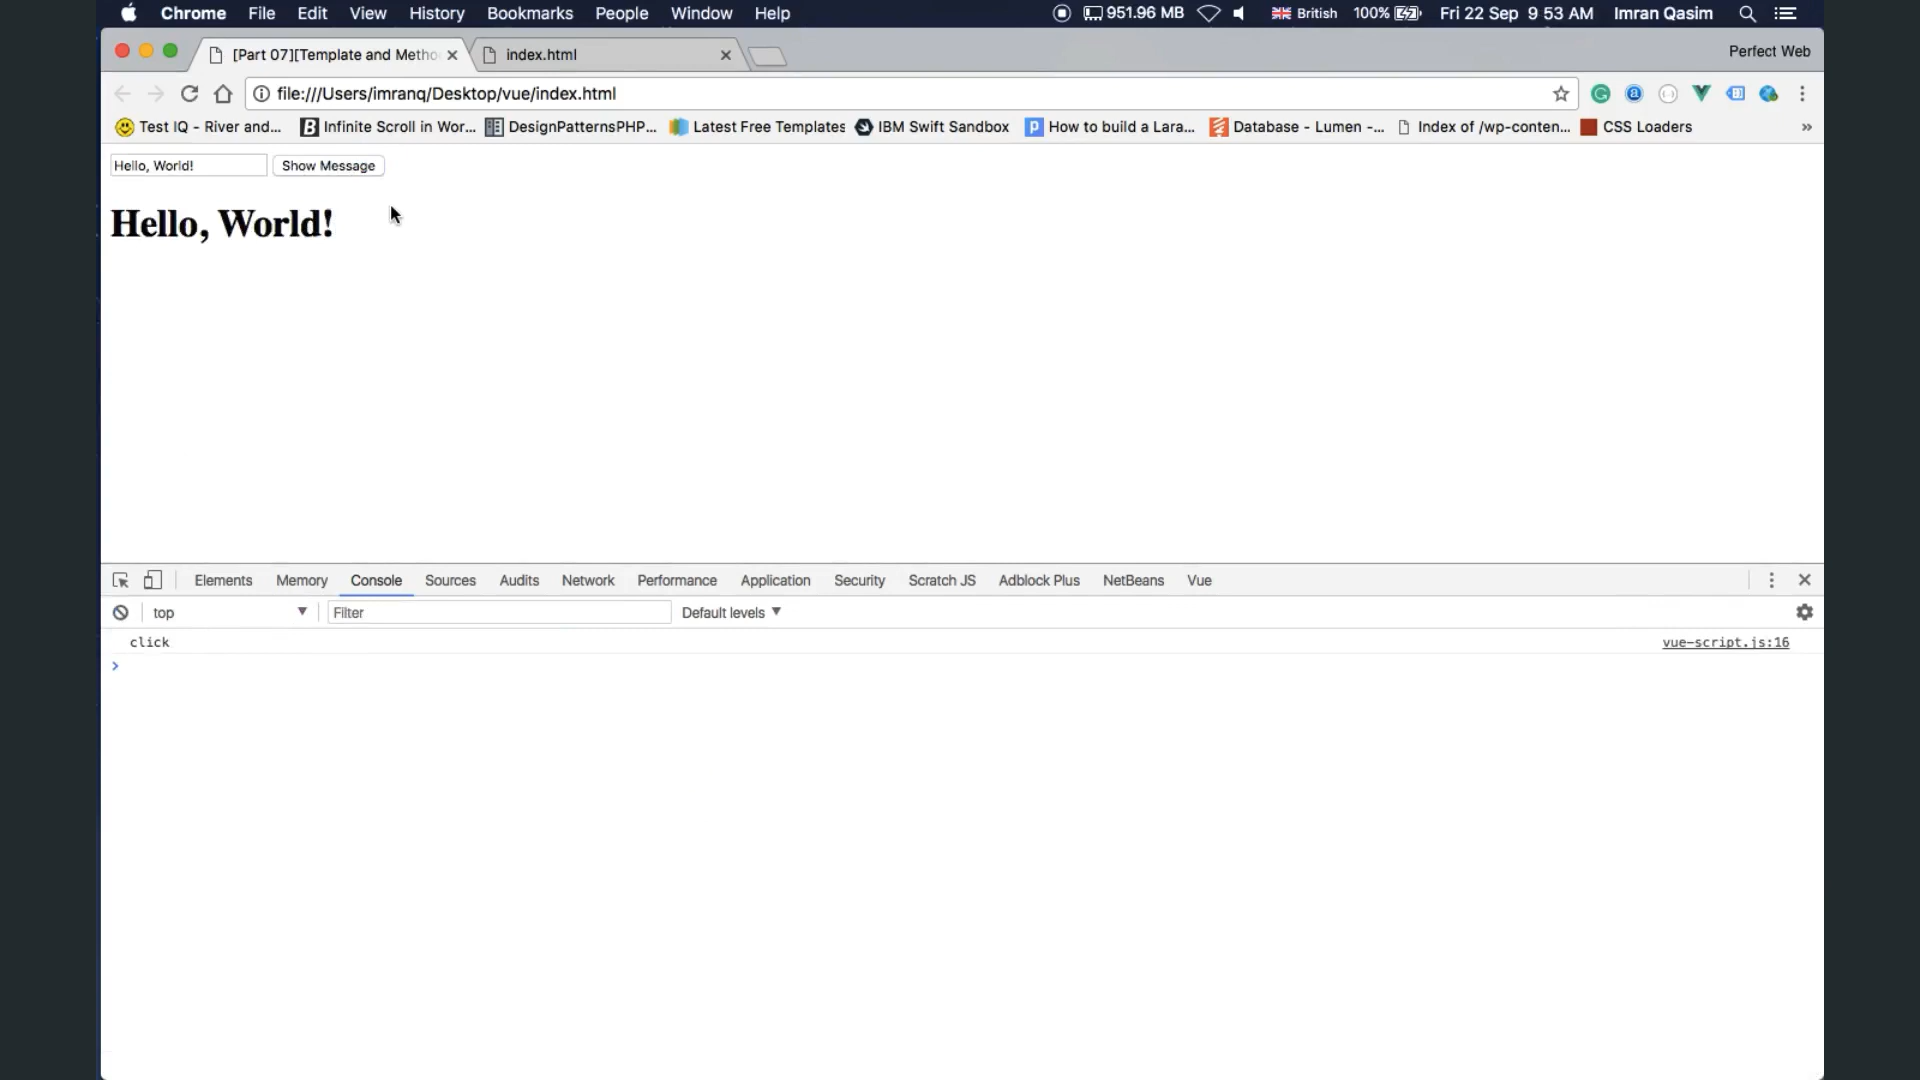 Chrome File Edit View History Bookmarks People Window Help 951.96 MB British 100% Fri 22 Sep 9 53 AM Imran Qasim
[Part 07][Template and Metho index.html Perfect Web
file:///Users/imranq/Desktop/vue/index.html
Test IQ - River and... Infinite Scroll in Wor... DesignPatternsPHP... Latest Free Templates IBM Swift Sandbox How to build a Lara... Database - Lumen -... Index of /wp-conten... CSS Loaders »
Hello, World! Show Message
Hello, World!
Elements Memory Console Sources Audits Network Performance Application Security Scratch JS Adblock Plus NetBeans Vue
top Filter Default levels
click vue-script.js:16